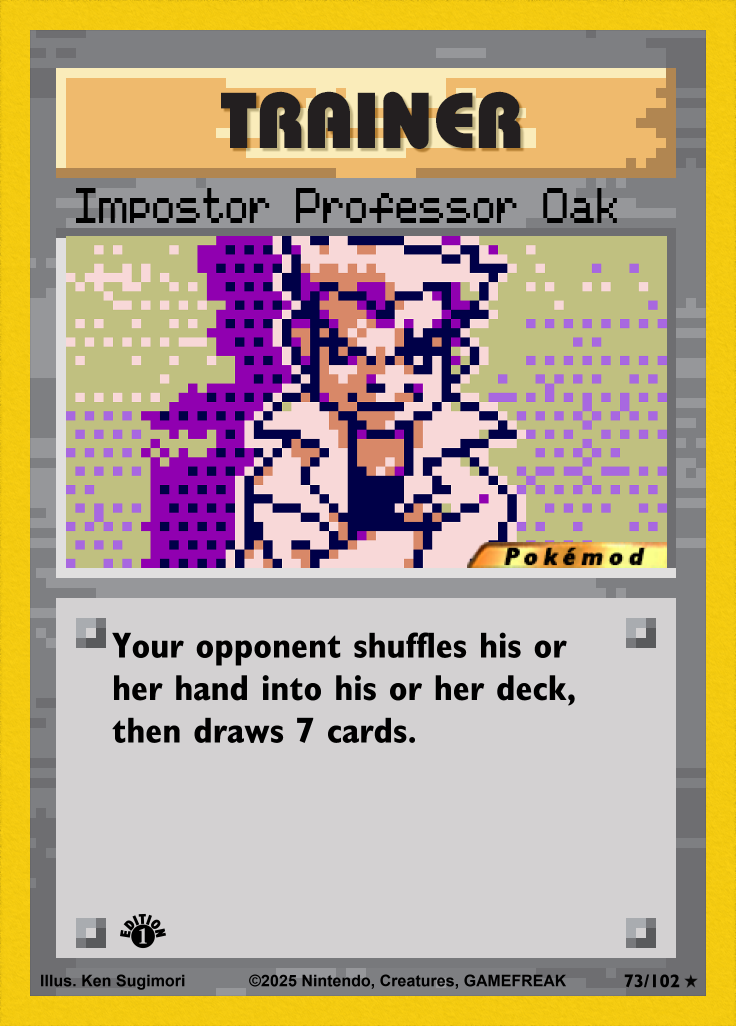 TRAINER
Impostor Professor Oak
Pokémod
Your opponent shuffles his or
her hand into his or her deck,
then draws 7 cards.
EDITION
1
Illus. Ken Sugimori ©2025 Nintendo, Creatures, GAMEFREAK 73/102 ★